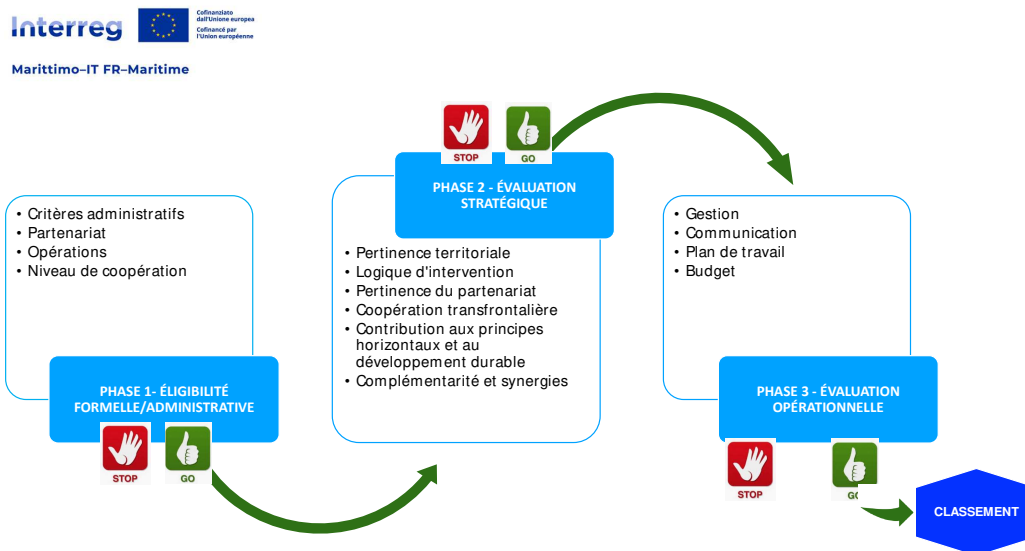 Interreg
Cofinanziato
dall'Unione europea
Cofinancé par
l'Union européenne
Marittimo–IT FR–Maritime
• Critères administratifs
• Partenariat
• Opérations
• Niveau de coopération
PHASE 1- ÉLIGIBILITÉ
FORMELLE/ADMINISTRATIVE
STOP
GO
STOP
GO
PHASE 2 - ÉVALUATION
STRATÉGIQUE
• Pertinence territoriale
• Logique d'intervention
• Pertinence du partenariat
• Coopération transfrontalière
• Contribution aux principes
horizontaux et au
développement durable
• Complémentarité et synergies
• Gestion
• Communication
• Plan de travail
• Budget
PHASE 3 - ÉVALUATION
OPÉRATIONNELLE
STOP
CLASSEMENT